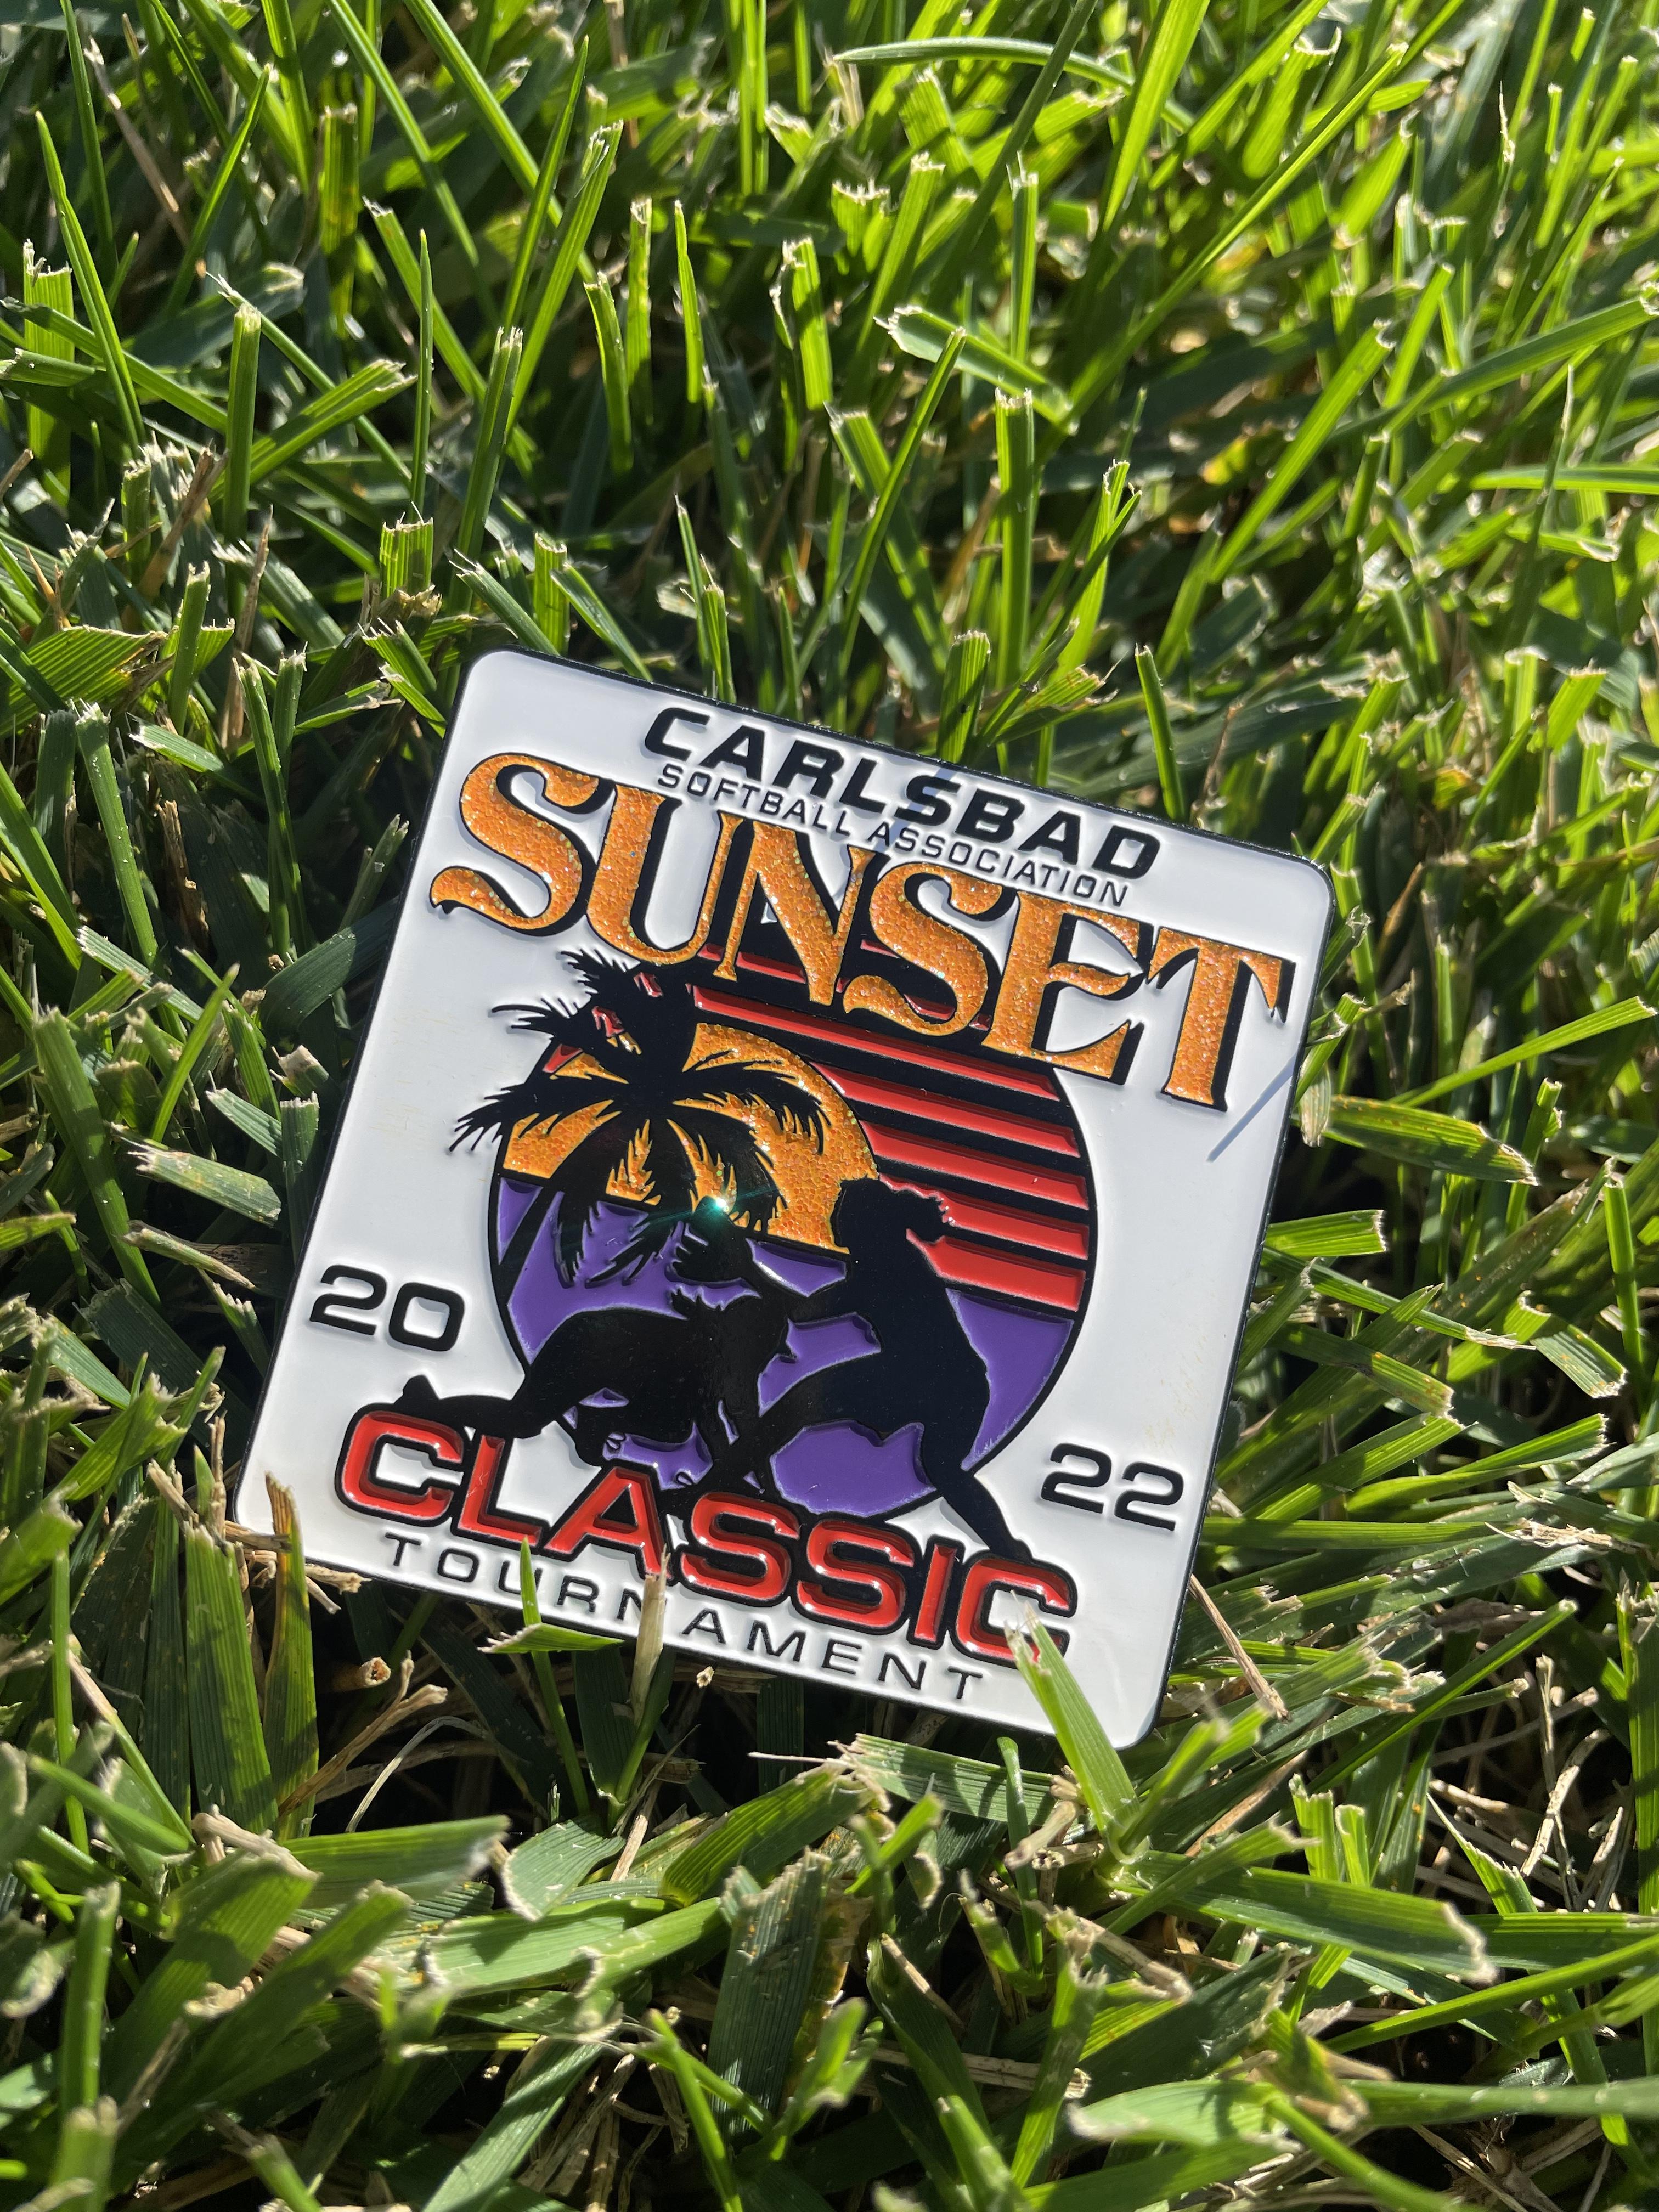 CARLSBAD
SOFTBALL ASSOCIATION
SUNSET
20 22
CLASSIC
TOURNAMENT